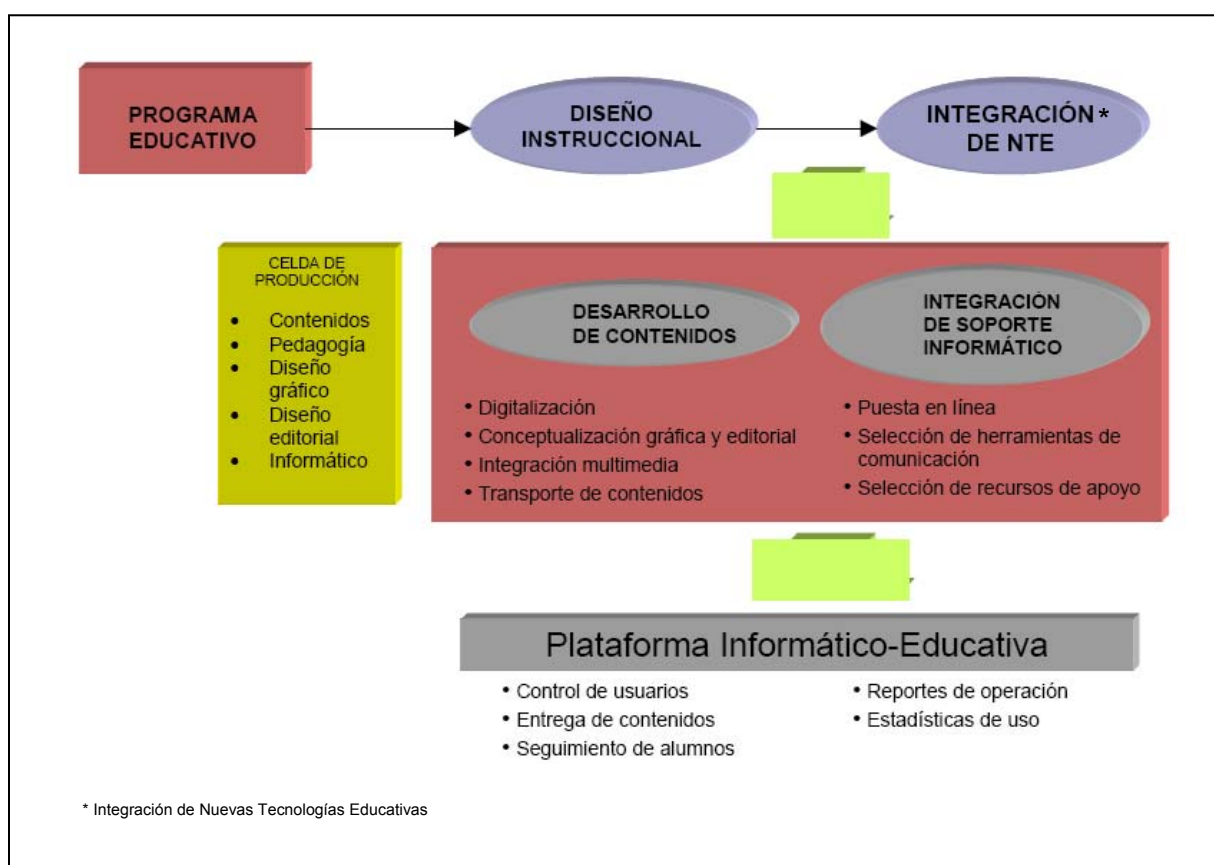 PROGRAMA
EDUCATIVO
DISEÑO
INSTRUCCIONAL
INTEGRACIÓN *
DE NTE
CELDA DE
PRODUCCIÓN
• Contenidos
• Pedagogía
• Diseño
gráfico
• Diseño
editorial
• Informático
DESARROLLO
DE CONTENIDOS
• Digitalización
• Conceptualización gráfica y editorial
• Integración multimedia
• Transporte de contenidos
INTEGRACIÓN
DE SOPORTE
INFORMÁTICO
• Puesta en línea
• Selección de herramientas de
comunicación
• Selección de recursos de apoyo
Plataforma Informático-Educativa
• Control de usuarios
• Entrega de contenidos
• Seguimiento de alumnos
• Reportes de operación
• Estadísticas de uso
* Integración de Nuevas Tecnologías Educativas